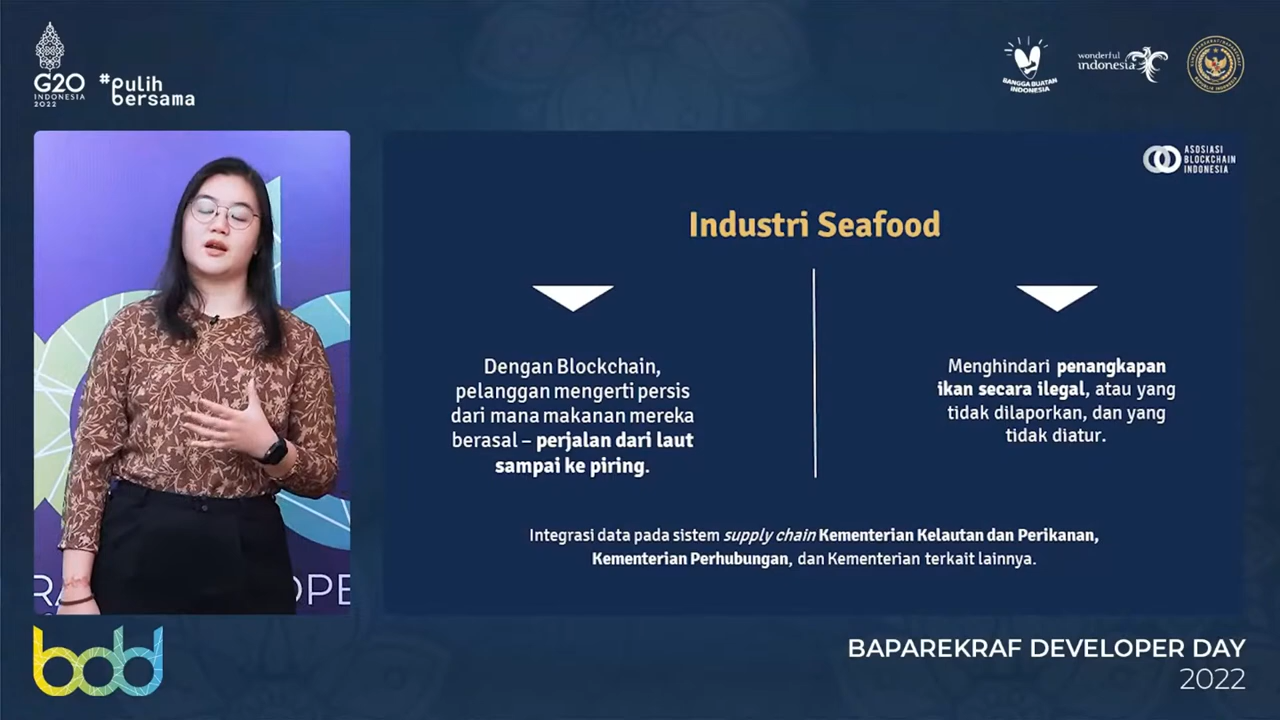 G20
INDONESIA
2022
#pulih
bersama
BANGGA BUATAN
INDONESIA
wonderful
indonesia
ASOSIASI
BLOCKCHAIN
INDONESIA
Industri Seafood
Dengan Blockchain,
pelanggan mengerti persis
dari mana makanan mereka
berasal – perjalan dari laut
sampai ke piring.
Menghindari penangkapan
ikan secara ilegal, atau yang
tidak dilaporkan, dan yang
tidak diatur.
Integrasi data pada sistem supply chain Kementerian Kelautan dan Perikanan,
Kementerian Perhubungan, dan Kementerian terkait lainnya.
bdd
BAPAREKRAF DEVELOPER DAY
2022